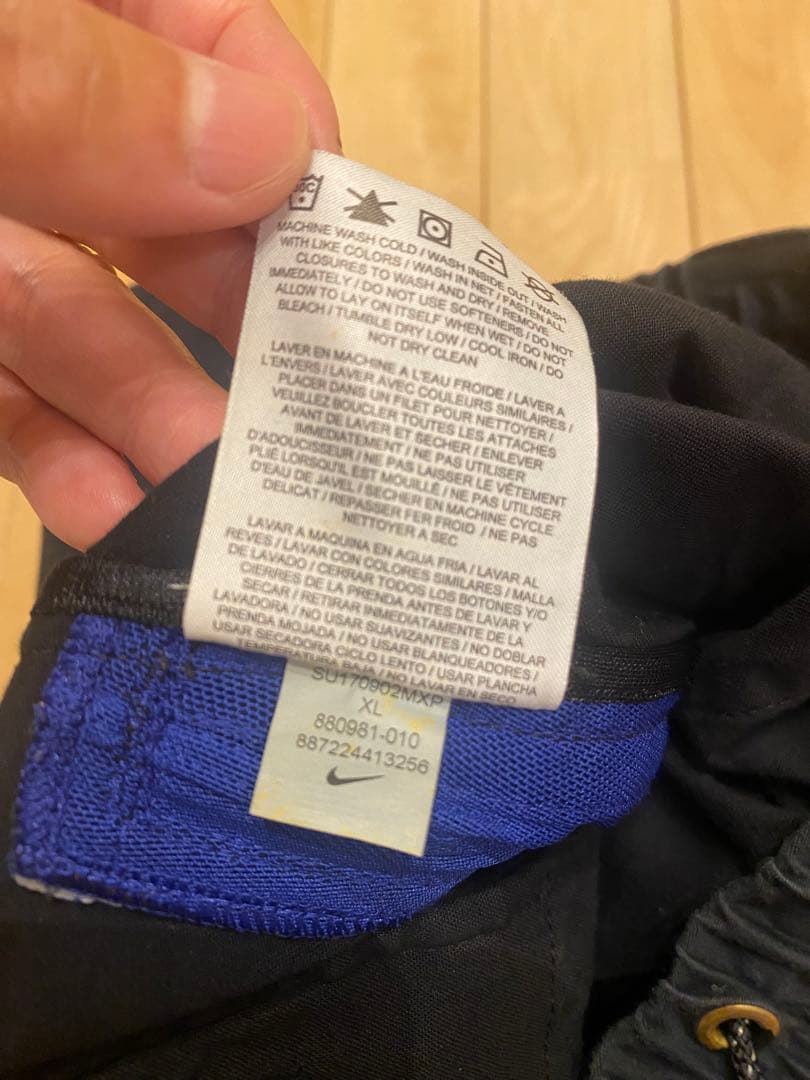 30C
MACHINE WASH COLD / WASH INSIDE OUT / WASH
WITH LIKE COLORS / WASH IN NET / FASTEN ALL
CLOSURES TO WASH AND DRY / REMOVE
IMMEDIATELY / DO NOT USE SOFTENERS / DO NOT
ALLOW TO LAY ON ITSELF WHEN WET / DO NOT
BLEACH / TUMBLE DRY LOW / COOL IRON / DO
NOT DRY CLEAN
LAVER EN MACHINE A L'EAU FROIDE / LAVER A
L'ENVERS / LAVER AVEC COULEURS SIMILAIRES /
PLACER DANS UN FILET POUR NETTOYER /
VEUILLEZ BOUCLER TOUTES LES ATTACHES
AVANT DE LAVER ET SECHER / ENLEVER
IMMEDIATEMENT / NE PAS UTILISER
D'ADOUCISSEUR / NE PAS LAISSER LE VÊTEMENT
PLIÉ LORSQU'IL EST MOUILLÉ / NE PAS UTILISER
D'EAU DE JAVEL / SECHER EN MACHINE CYCLE
DELICAT / REPASSER FER FROID / NE PAS
NETTOYER A SEC
LAVAR A MAQUINA EN AGUA FRIA / LAVAR AL
REVES / LAVAR CON COLORES SIMILARES / MALLA
DE LAVADO / CERRAR TODOS LOS BOTONES Y/O
CIERRES DE LA PRENDA ANTES DE LAVAR Y
SECAR / RETIRAR INMEDIATAMENTE DE LA
LAVADORA / NO USAR SUAVIZANTES / NO DOBLAR
PRENDA MOJADA / NO USAR BLANQUEADORES /
USAR SECADORA CICLO LENTO / USAR PLANCHA
TEMPERATURA BAJA / NO LAVAR EN SECO
SU170902MXP
XL
880981-010
887224413256